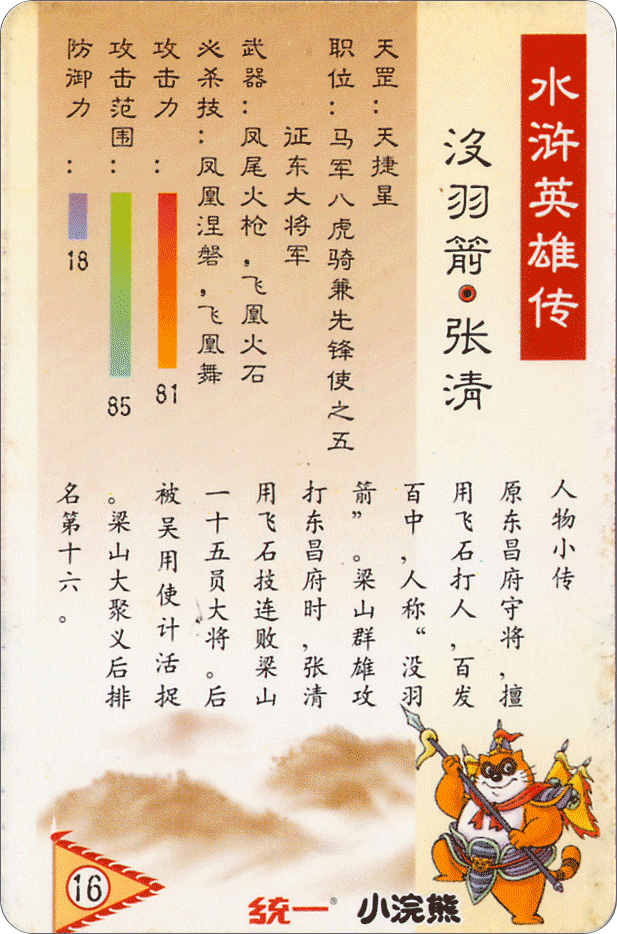 水浒英雄传
没羽箭·张清
天罡：天捷星
职位：马军八虎骑兼先锋使之五
征东大将军
武器：凤尾火枪，飞凰火石
必杀技：凤凰涅磐，飞凰舞
攻击力：
81
攻击范围：
85
防御力：
18
人物小传
原东昌府守将，擅
用飞石打人，百发
百中，人称“没羽
箭”。梁山群雄攻
打东昌府时，张清
用飞石技连败梁山
一十五员大将。后
被吴用使计活捉
。梁山大聚义后排
名第十六。
16
统一® 小浣熊